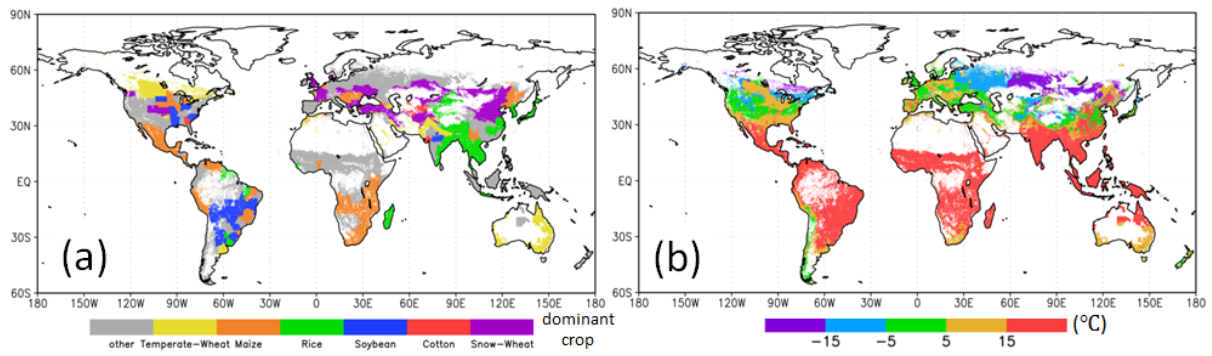 90N 90N
60N 60N
30N 30N
EQ EQ
30S 30S
(a) (b)
60S 60S
180 150W 120W 90W 60W 30W 0 30E 60E 90E 120E 150E 180 180 150W 120W 90W 60W 30W 0 30E 60E 90E 120E 150E 180
dominant
crop
other Temperate-Wheat Maize Rice Soybean Cotton Snow-Wheat
(°C)
-15 -5 5 15